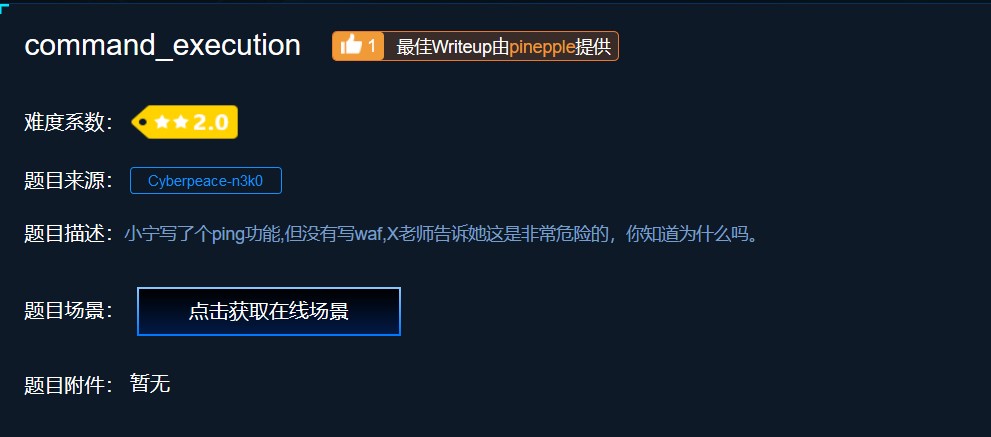 command_execution 1 最佳Writeup由pinepple提供
难度系数: 2.0
题目来源: Cyberpeace-n3k0
题目描述: 小宁写了个ping功能,但没有写waf,X老师告诉她这是非常危险的，你知道为什么吗。
题目场景: 点击获取在线场景
题目附件: 暂无